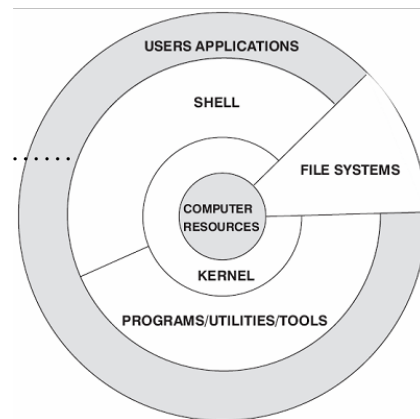 USERS APPLICATIONS
SHELL
FILE SYSTEMS
COMPUTER
RESOURCES
KERNEL
PROGRAMS/UTILITIES/TOOLS